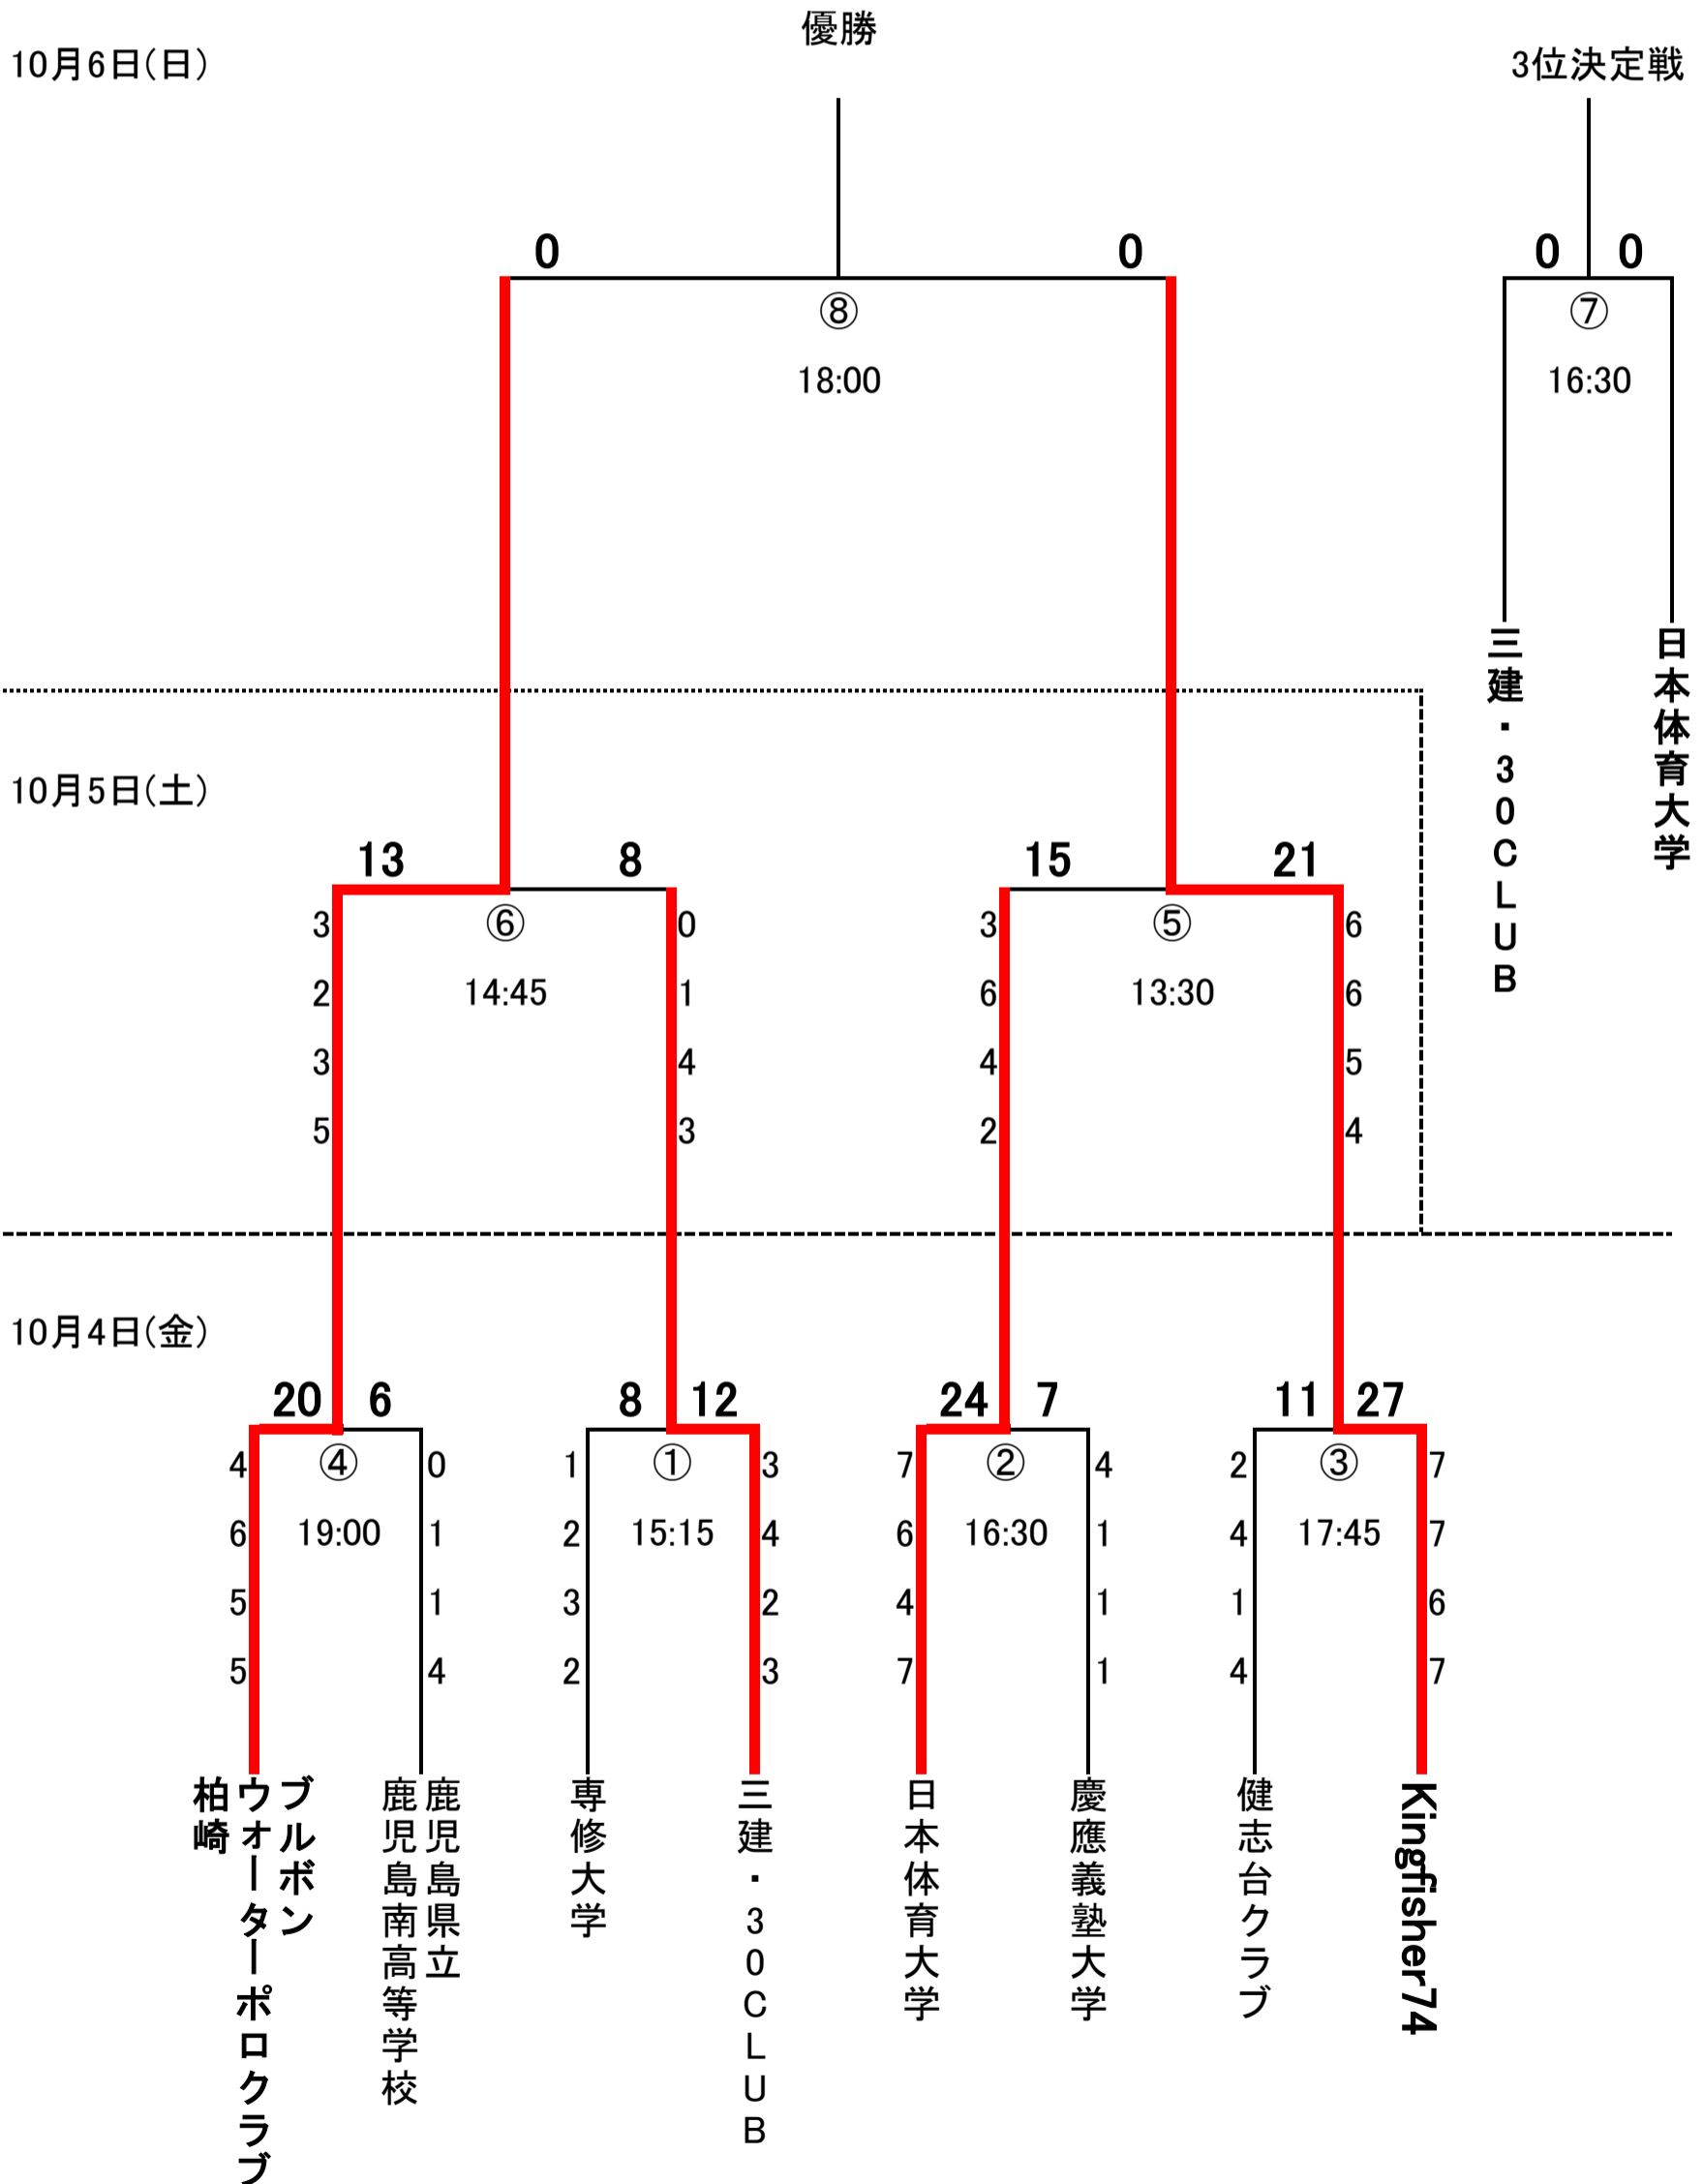 優勝
10月6日(日)
3位決定戦
0 0
0 0
⑧
⑦
18:00
16:30
三建・30CLUB
日本体育大学
10月5日(土)
13 8
15 21
3 ⑥ 0
3 ⑤ 6
2 14:45 1
6 13:30 6
3 4
4 5
5 3
2 4
10月4日(金)
20 6
8 12
24 7
11 27
4 ④ 0
1 ① 3
7 ② 4
2 ③ 7
6 19:00 1
2 15:15 4
6 16:30 1
4 17:45 7
5 1
3 2
4 1
1 6
5 4
2 3
7 1
4 7
ブルボン
ウォーターポロクラブ
柏崎
鹿児島県立
鹿児島南高等学校
専修大学
三建・30CLUB
日本体育大学
慶應義塾大学
健志台クラブ
Kingfisher74